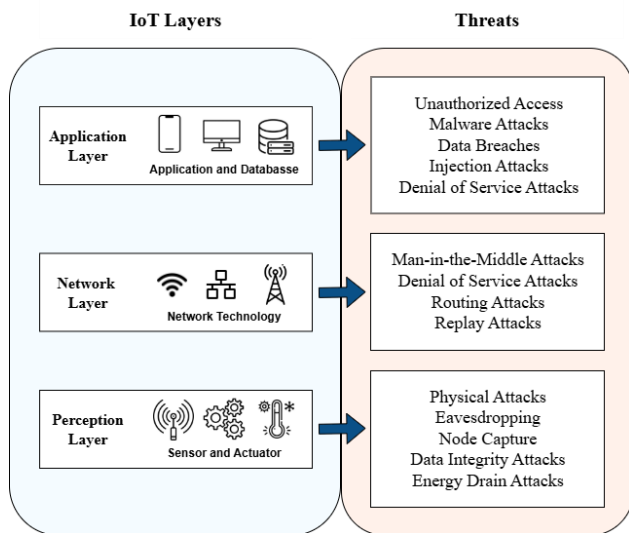 IoT Layers
Threats
Application
Layer
Application and Databasse
Unauthorized Access
Malware Attacks
Data Breaches
Injection Attacks
Denial of Service Attacks
Network
Layer
Network Technology
Man-in-the-Middle Attacks
Denial of Service Attacks
Routing Attacks
Replay Attacks
Perception
Layer
Sensor and Actuator
Physical Attacks
Eavesdropping
Node Capture
Data Integrity Attacks
Energy Drain Attacks